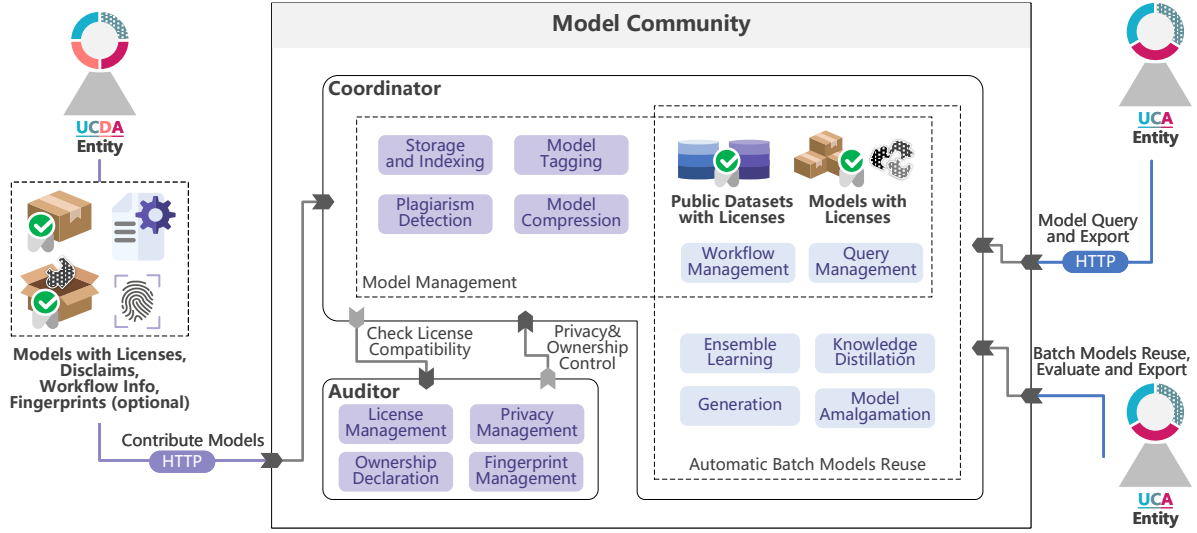 Model Community
UCDA
Entity
Models with Licenses,
Disclaims,
Workflow Info,
Fingerprints (optional)
Contribute Models
HTTP
Coordinator
Storage
and Indexing
Model
Tagging
Plagiarism
Detection
Model
Compression
Model Management
Public Datasets
with Licenses
Models with
Licenses
Workflow
Management
Query
Management
Ensemble
Learning
Knowledge
Distillation
Generation
Model
Amalgamation
Automatic Batch Models Reuse
Check License
Compatibility
Privacy&
Ownership
Control
Auditor
License
Management
Privacy
Management
Ownership
Declaration
Fingerprint
Management
UCA
Entity
Model Query
and Export
HTTP
Batch Models Reuse,
Evaluate and Export
UCA
Entity